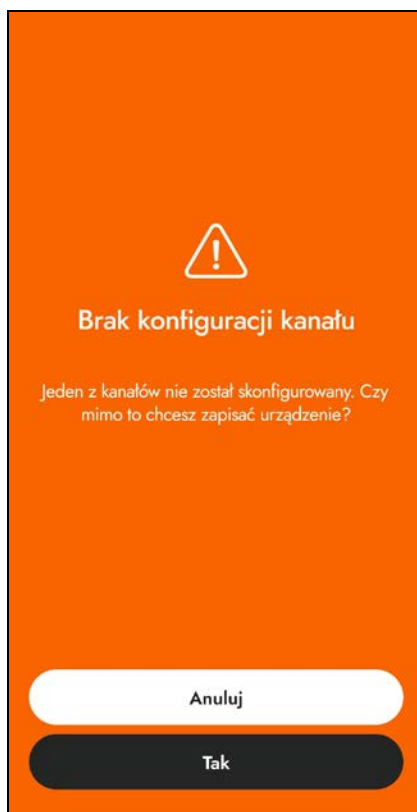 Brak konfiguracji kanału
Jeden z kanałów nie został skonfigurowany. Czy
mimo to chcesz zapisać urządzenie?
Anuluj
Tak